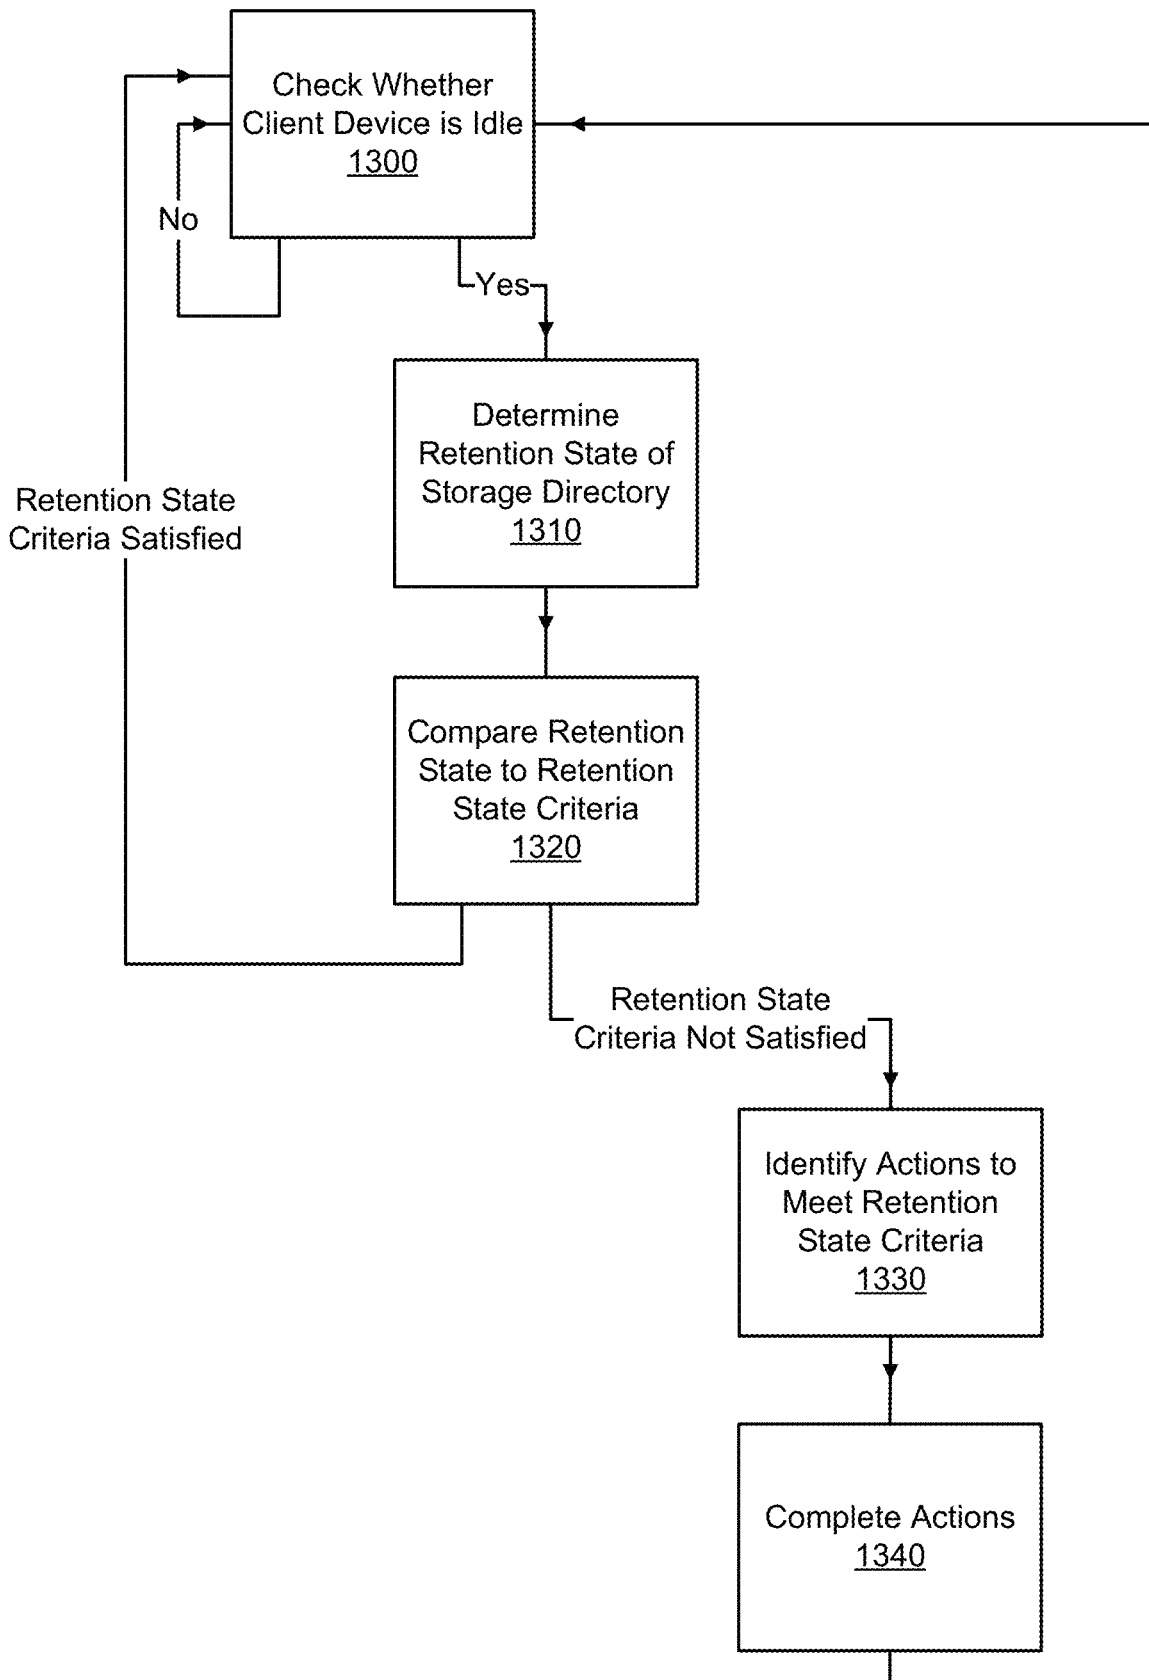 Check Whether
Client Device is Idle
1300
No
Yes
Determine
Retention State of
Storage Directory
1310
Retention State
Criteria Satisfied
Compare Retention
State to Retention
State Criteria
1320
Retention State
Criteria Not Satisfied
Identify Actions to
Meet Retention
State Criteria
1330
Complete Actions
1340